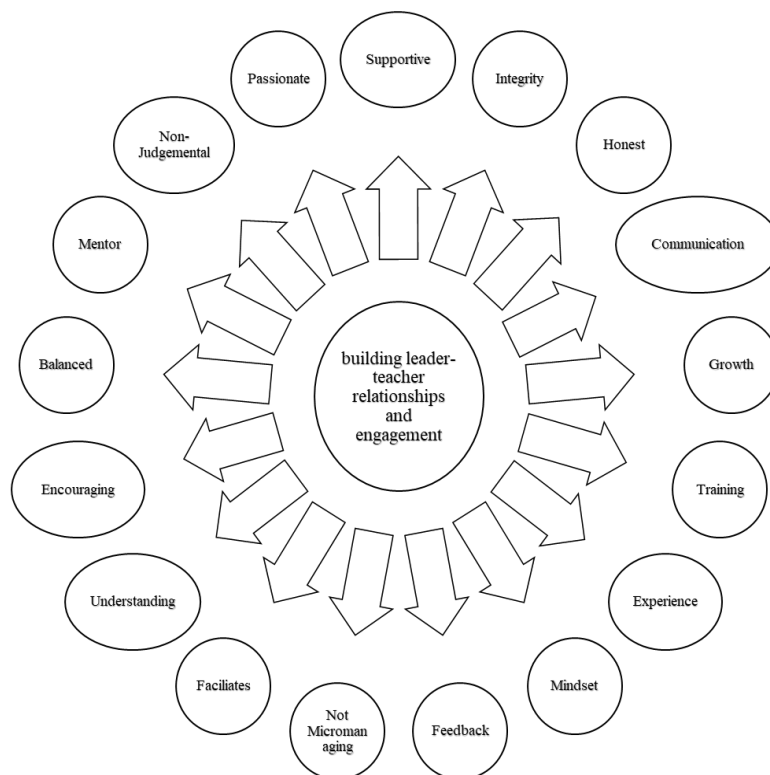 Supportive
Integrity
Honest
Communication
Growth
Training
Experience
Mindset
Feedback
Not
Microman
aging
Faciliates
Understanding
Encouraging
Balanced
Mentor
Non-
Judgemental
Passionate
building leader-
teacher
relationships
and
engagement